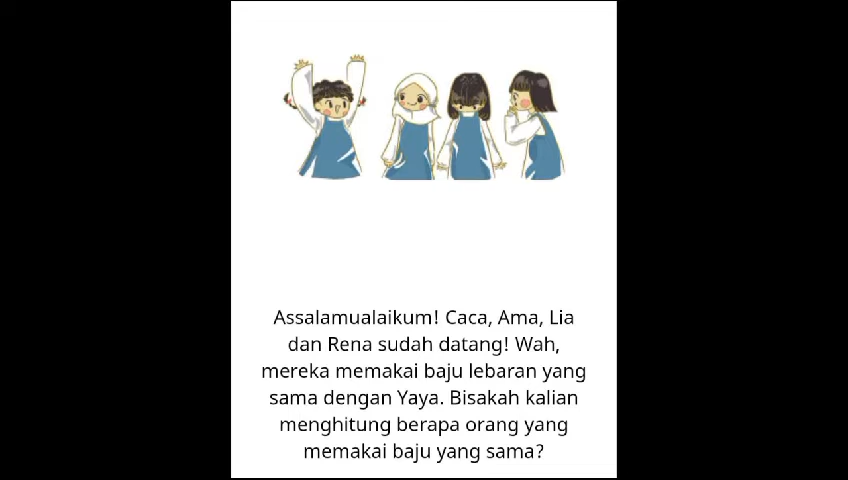 Assalamualaikum! Caca, Ama, Lia
dan Rena sudah datang! Wah,
mereka memakai baju lebaran yang
sama dengan Yaya. Bisakah kalian
menghitung berapa orang yang
memakai baju yang sama?